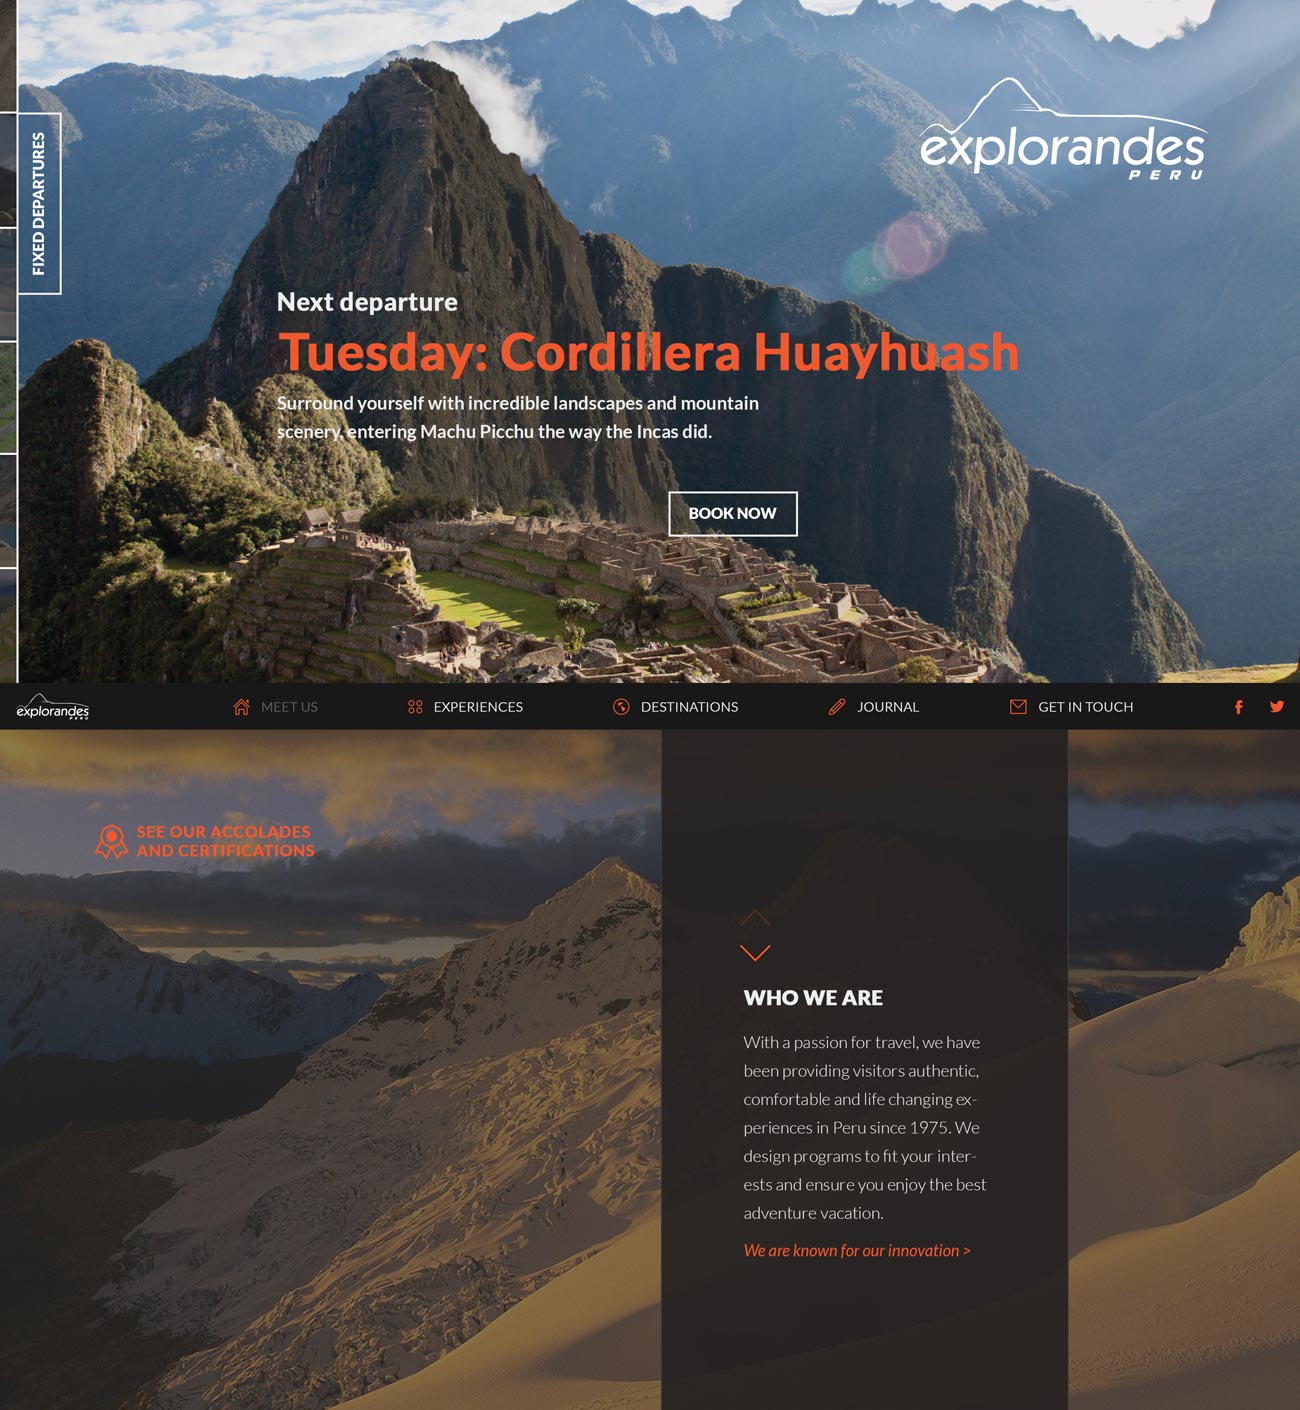 explorandes
PERU
FIXED DEPARTURES
Next departure
Tuesday: Cordillera Huayhuash
Surround yourself with incredible landscapes and mountain
scenery, entering Machu Picchu the way the Incas did.
BOOK NOW
explorandes
PERU
MEET US
EXPERIENCES
DESTINATIONS
JOURNAL
GET IN TOUCH
SEE OUR ACCOLADES
AND CERTIFICATIONS
WHO WE ARE
With a passion for travel, we have
been providing visitors authentic,
comfortable and life changing ex-
periences in Peru since 1975. We
design programs to fit your inter-
ests and ensure you enjoy the best
adventure vacation.
We are known for our innovation >